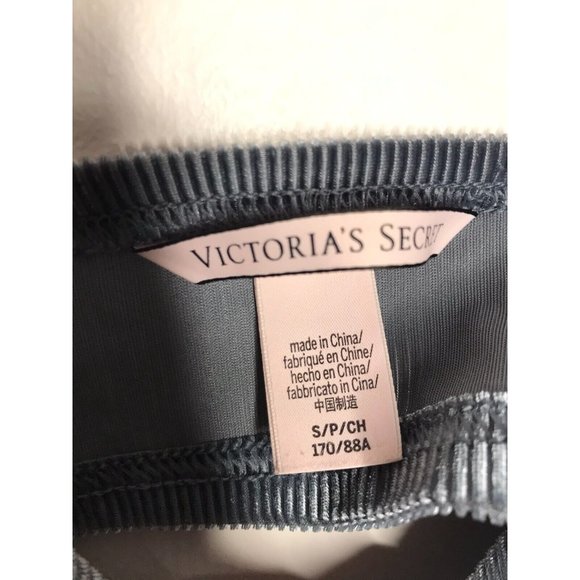 VICTORIA'S SECRET
made in China/
fabriqué en Chine/
hecho en China/
fabbricato in Cina/
中国制造
S/P/CH
170/88A